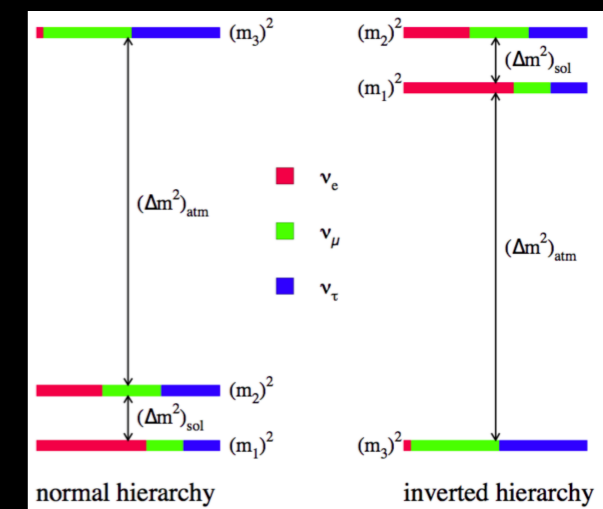 (m₃)²
(Δm²)atm
(m₂)²
(Δm²)sol
(m₁)²
normal hierarchy
νe
νμ
ντ
(m₂)²
(Δm²)sol
(m₁)²
(Δm²)atm
(m₃)²
inverted hierarchy